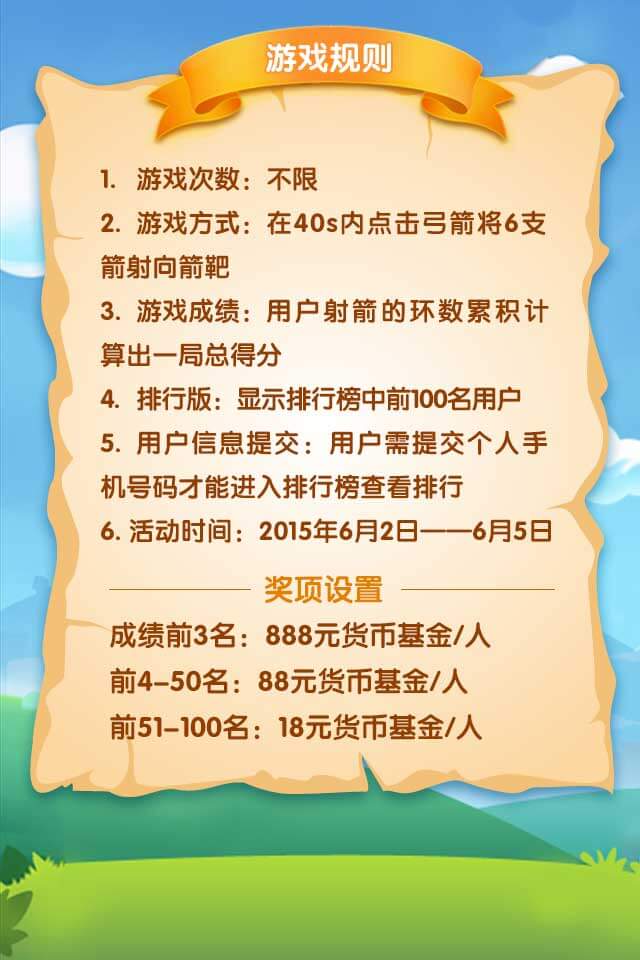 游戏规则
1. 游戏次数：不限
2. 游戏方式：在40s内点击弓箭将6支
箭射向箭靶
3. 游戏成绩：用户射箭的环数累积计
算出一局总得分
4. 排行版：显示排行榜中前100名用户
5. 用户信息提交：用户需提交个人手
机号码才能进入排行榜查看排行
6. 活动时间：2015年6月2日——6月5日
奖项设置
成绩前3名：888元货币基金/人
前4-50名：88元货币基金/人
前51-100名：18元货币基金/人